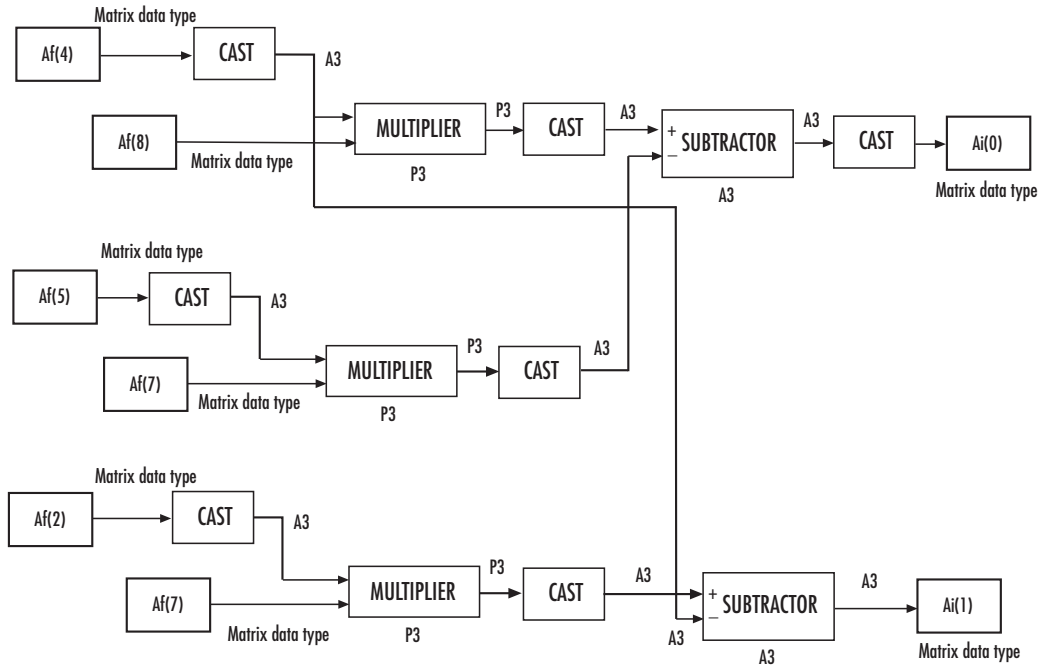 Matrix data type
Af(4)
CAST
A3
Af(8)
Matrix data type
MULTIPLIER
P3
P3
CAST
A3
+
–
SUBTRACTOR
A3
A3
CAST
Ai(0)
Matrix data type
Matrix data type
Af(5)
CAST
A3
Af(7)
Matrix data type
MULTIPLIER
P3
P3
CAST
A3
Matrix data type
Af(2)
CAST
A3
Af(7)
Matrix data type
MULTIPLIER
P3
P3
CAST
A3
+
–
A3
SUBTRACTOR
A3
A3
Ai(1)
Matrix data type